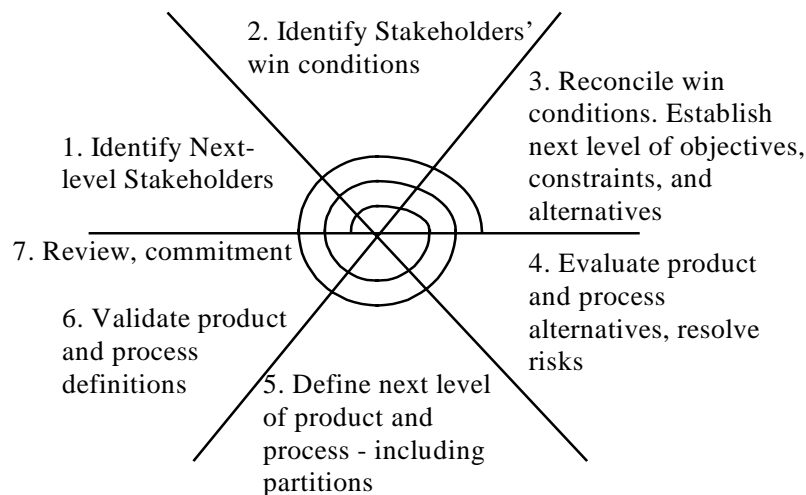 2. Identify Stakeholders’
win conditions
3. Reconcile win
conditions. Establish
next level of objectives,
constraints, and
alternatives
1. Identify Next-
level Stakeholders
7. Review, commitment
4. Evaluate product
and process
alternatives, resolve
risks
6. Validate product
and process
definitions
5. Define next level
of product and
process - including
partitions